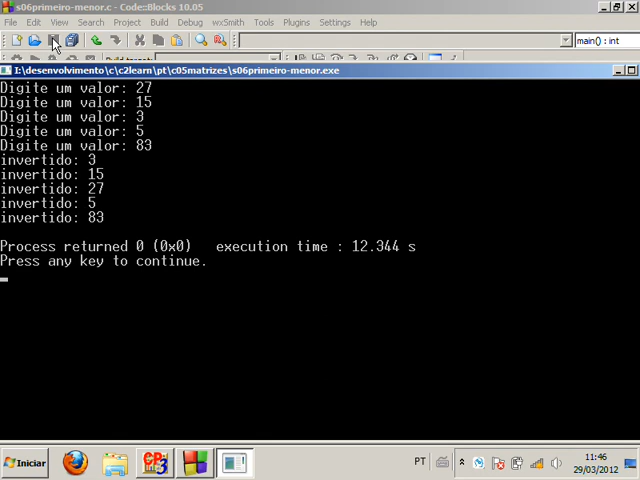 s06primeiro-menor.c - Code::Blocks 10.05
File Edit View Search Project Build Debug wxSmith Tools Plugins Settings Help
main() : int
Build target:
I:\desenvolvimento\c\c2learn\pt\c05matrizes\s06primeiro-menor.exe
Digite um valor: 27
Digite um valor: 15
Digite um valor: 3
Digite um valor: 5
Digite um valor: 83
invertido: 3
invertido: 15
invertido: 27
invertido: 5
invertido: 83
Process returned 0 (0x0)   execution time : 12.344 s
Press any key to continue.
Iniciar
PT
11:46
29/03/2012